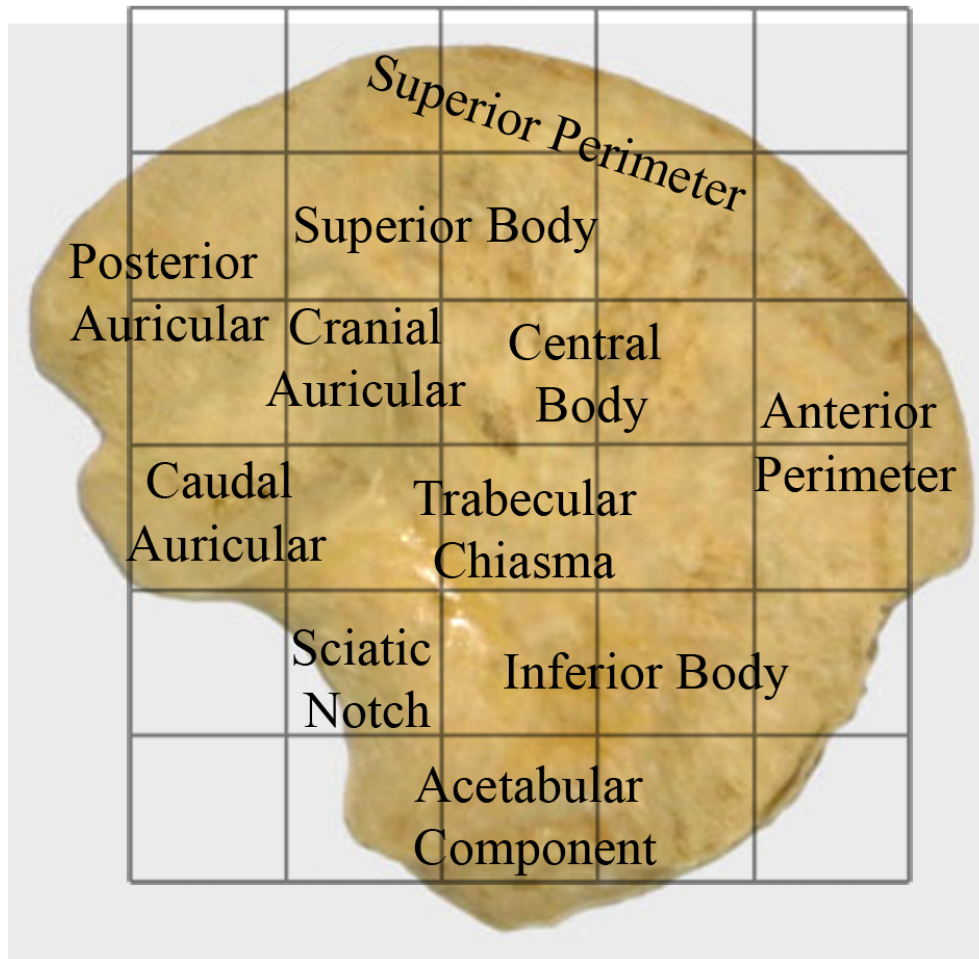 Superior Perimeter
Superior Body
Posterior
Auricular
Cranial
Auricular
Central
Body
Anterior
Perimeter
Caudal
Auricular
Trabecular
Chiasma
Sciatic
Notch
Inferior Body
Acetabular
Component